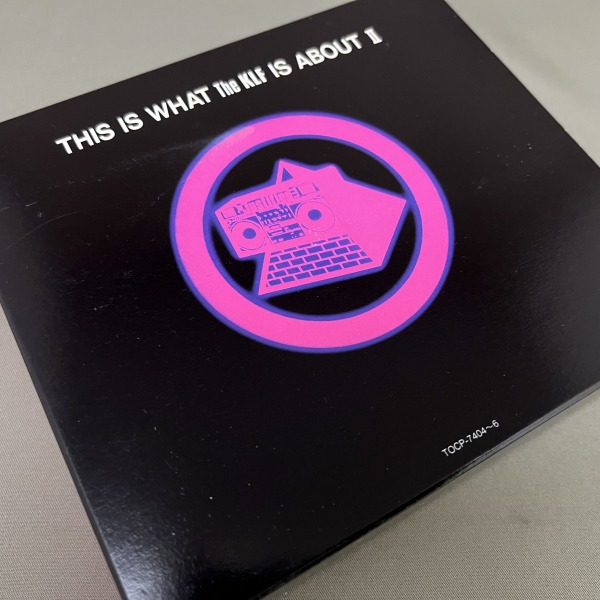 THIS IS WHAT The KLF IS ABOUT II
TOCP-7404~6